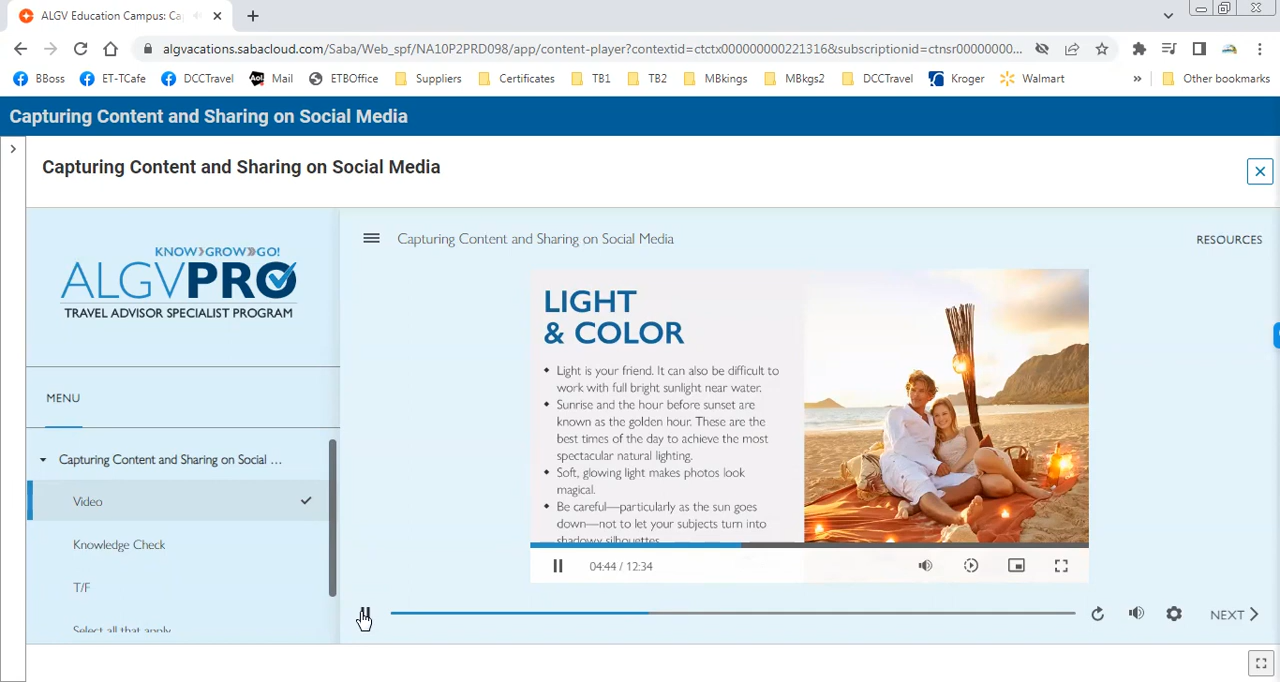 ALGV Education Campus: Ca
algvacations.sabacloud.com/Saba/Web_spf/NA10P2PRD098/app/content-player?contextid=ctctx000000000221316&subscriptionid=ctnsr00000000...
BBoss ET-TCafe DCCTravel Aol. Mail ETBOffice Suppliers Certificates TB1 TB2 MBkings MBkgs2 DCCTravel Kroger Walmart » Other bookmarks
Capturing Content and Sharing on Social Media
Capturing Content and Sharing on Social Media
KNOW GROW GO!
ALGVPRO
TRAVEL ADVISOR SPECIALIST PROGRAM
MENU
Capturing Content and Sharing on Social ...
Video
Knowledge Check
T/F
Select all that apply
Capturing Content and Sharing on Social Media
RESOURCES
LIGHT
& COLOR
Light is your friend. It can also be difficult to
work with full bright sunlight near water.
Sunrise and the hour before sunset are
known as the golden hour. These are the
best times of the day to achieve the most
spectacular natural lighting.
Soft, glowing light makes photos look
magical.
Be careful—particularly as the sun goes
down—not to let your subjects turn into
shadowy silhouettes.
04:44 / 12:34
NEXT